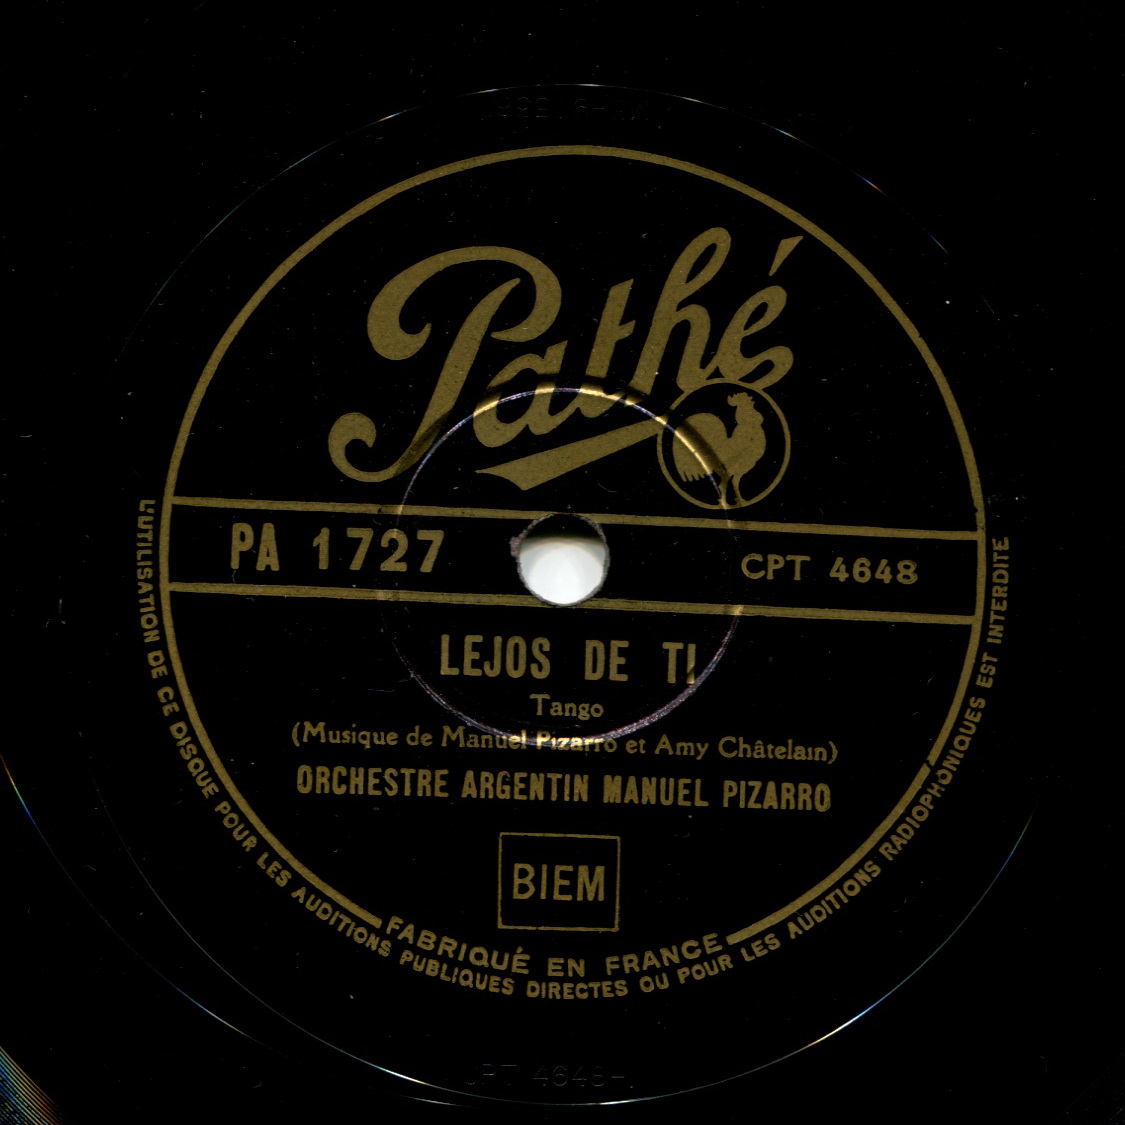 Pathé
PA 1727
CPT 4648
LEJOS DE TI
Tango
(Musique de Manuel Pizarro et Amy Châtelain)
ORCHESTRE ARGENTIN MANUEL PIZARRO
BIEM
FABRIQUÉ EN FRANCE
L'UTILISATION DE CE DISQUE POUR LES AUDITIONS PUBLIQUES DIRECTES OU POUR LES AUDITIONS RADIOPHONIQUES EST INTERDITE
CPT 4648-